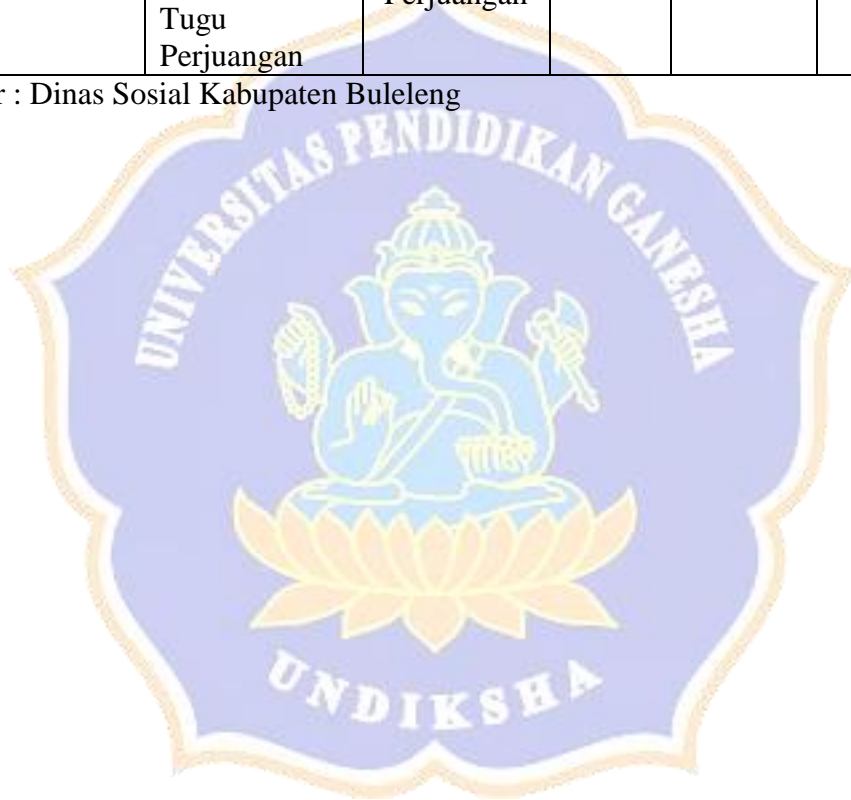 Perjuangan
Tugu
Perjuangan
: Dinas Sosial Kabupaten Buleleng
UNIVERSITAS PENDIDIKAN GANESHA
UNDIKSHA